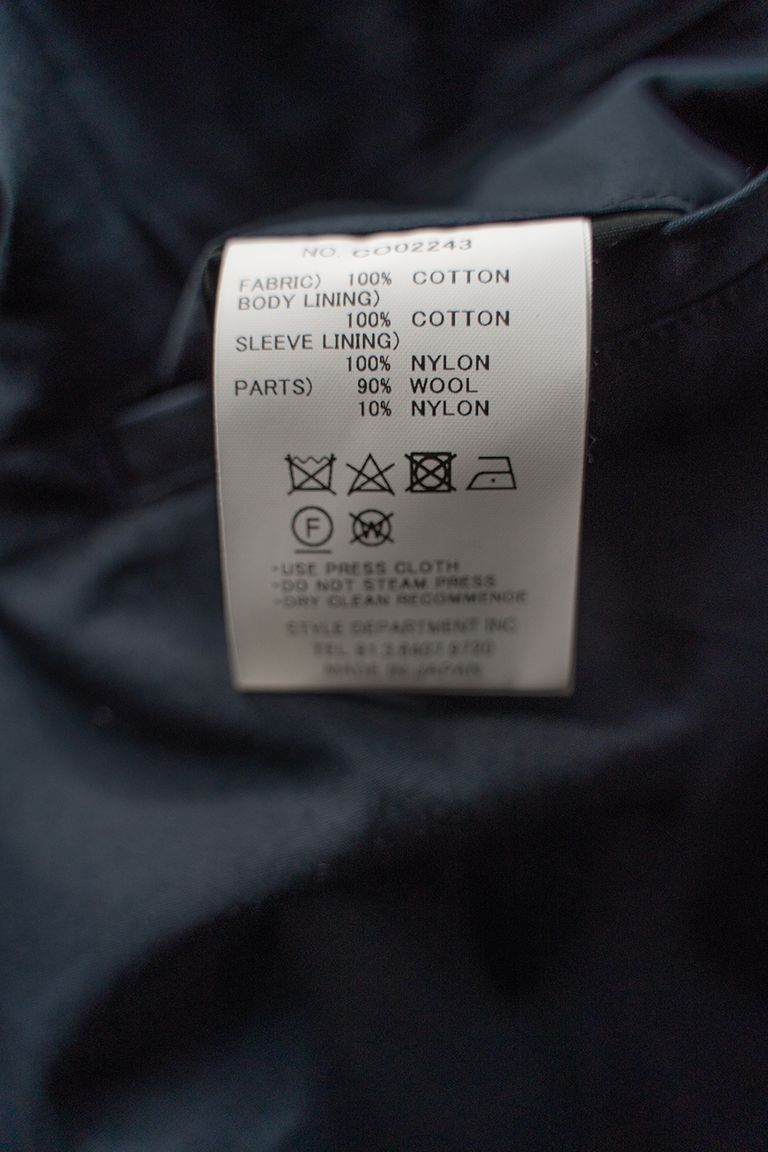 NO. CO02243
FABRIC) 100% COTTON
BODY LINING)
100% COTTON
SLEEVE LINING)
100% NYLON
PARTS) 90% WOOL
10% NYLON
F W
•USE PRESS CLOTH
•DO NOT STEAM PRESS
•DRY CLEAN RECOMMENDE
STYLE DEPARTMENT INC
TEL
MADE IN JAPAN